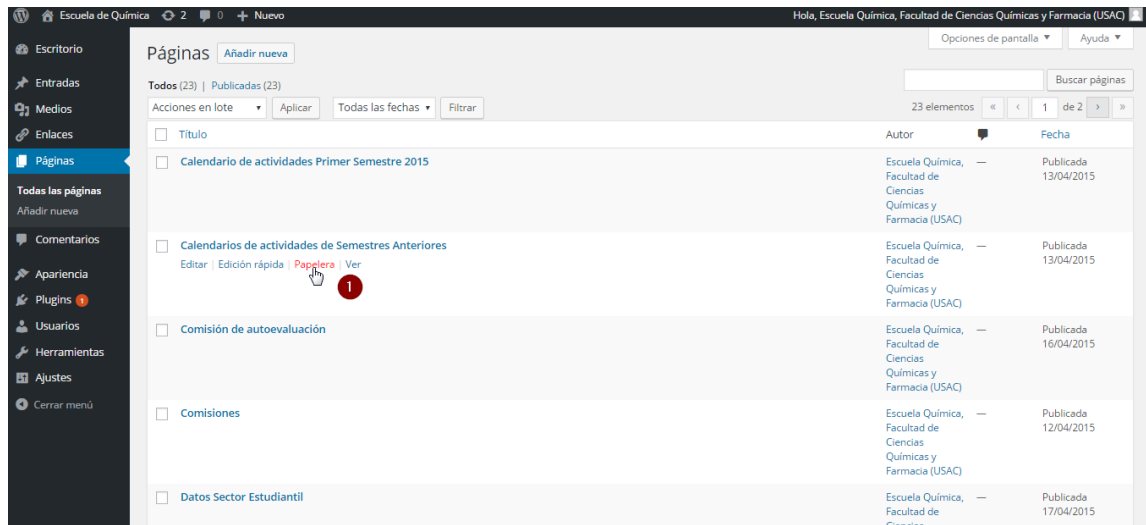 Escuela de Química 2 0 + Nuevo Hola, Escuela Química, Facultad de Ciencias Químicas y Farmacia (USAC)
Opciones de pantalla ▼ Ayuda ▼
Escritorio
Entradas
Medios
Enlaces
Páginas
Todas las páginas
Añadir nueva
Comentarios
Apariencia
Plugins 1
Usuarios
Herramientas
Ajustes
Cerrar menú
Páginas Añadir nueva
Todos (23) | Publicadas (23)
Buscar páginas
Acciones en lote ▼ Aplicar Todas las fechas ▼ Filtrar
23 elementos « ‹ 1 de 2 › »
Título Autor Fecha
Calendario de actividades Primer Semestre 2015
Escuela Química, — Publicada
Facultad de 13/04/2015
Ciencias
Químicas y
Farmacia (USAC)
Calendarios de actividades de Semestres Anteriores
Editar | Edición rápida | Papelera | Ver
1
Escuela Química, — Publicada
Facultad de 13/04/2015
Ciencias
Químicas y
Farmacia (USAC)
Comisión de autoevaluación
Escuela Química, — Publicada
Facultad de 16/04/2015
Ciencias
Químicas y
Farmacia (USAC)
Comisiones
Escuela Química, — Publicada
Facultad de 12/04/2015
Ciencias
Químicas y
Farmacia (USAC)
Datos Sector Estudiantil
Escuela Química, — Publicada
Facultad de 17/04/2015
Ciencias